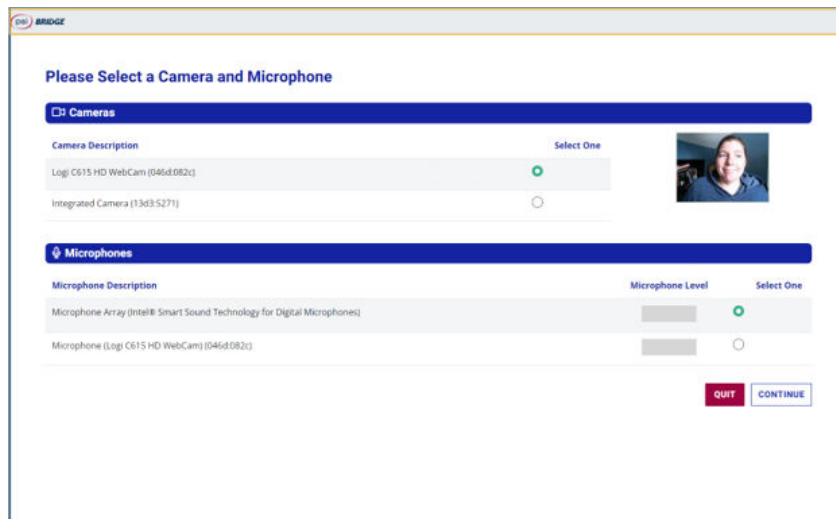 psi BRIDGE
Please Select a Camera and Microphone
Cameras
Camera Description Select One
Logi C615 HD WebCam (046d:082c)
Integrated Camera (13d3:5271)
Microphones
Microphone Description Microphone Level Select One
Microphone Array (Intel® Smart Sound Technology for Digital Microphones)
Microphone (Logi C615 HD WebCam) (046d:082c)
QUIT CONTINUE